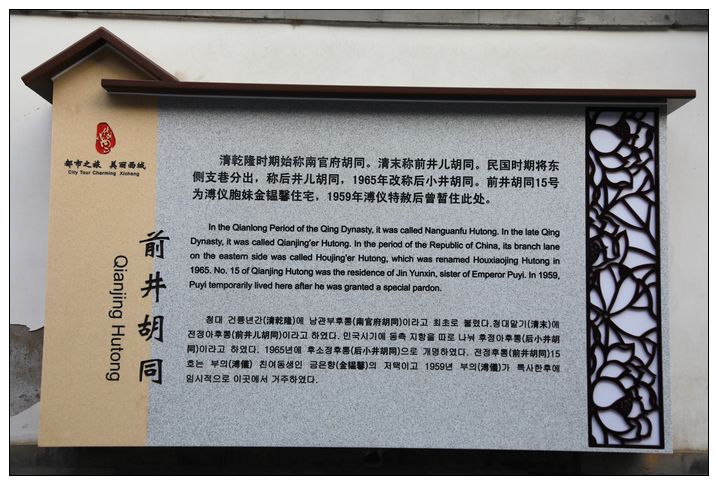 都市之旅 美丽西城
City Tour Charming Xicheng
前井胡同
Qianjing Hutong
清乾隆时期始称南官府胡同。清末称前井儿胡同。民国时期将东
侧支巷分出，称后井儿胡同，1965年改称后小井胡同。前井胡同15号
为溥仪胞妹金韫馨住宅，1959年溥仪特赦后曾暂住此处。
In the Qianlong Period of the Qing Dynasty, it was called Nanguanfu Hutong. In the late Qing
Dynasty, it was called Qianjing'er Hutong. In the period of the Republic of China, its branch lane
on the eastern side was called Houjing'er Hutong, which was renamed Houxiaojing Hutong in
1965. No. 15 of Qianjing Hutong was the residence of Jin Yunxin, sister of Emperor Puyi. In 1959,
Puyi temporarily lived here after he was granted a special pardon.
청대 건륭년간(清乾隆)에 남관부후통(南官府胡同)이라고 최초로 불렸다.청대말기(清末)에
전정아후통(前井儿胡同)이라고 하였다. 민국시기에 동측 지항을 따로 나눠 후정아후통(后井儿胡
同)이라고 하였다. 1965년에 후소정후통(后小井胡同)으로 개명하였다. 전정후통(前井胡同)15
호는 부의(溥儀) 친여동생인 금은향(金韫馨)의 저택이고 1959년 부의(溥儀)가 특사한후에
임시적으로 이곳에서 거주하였다.